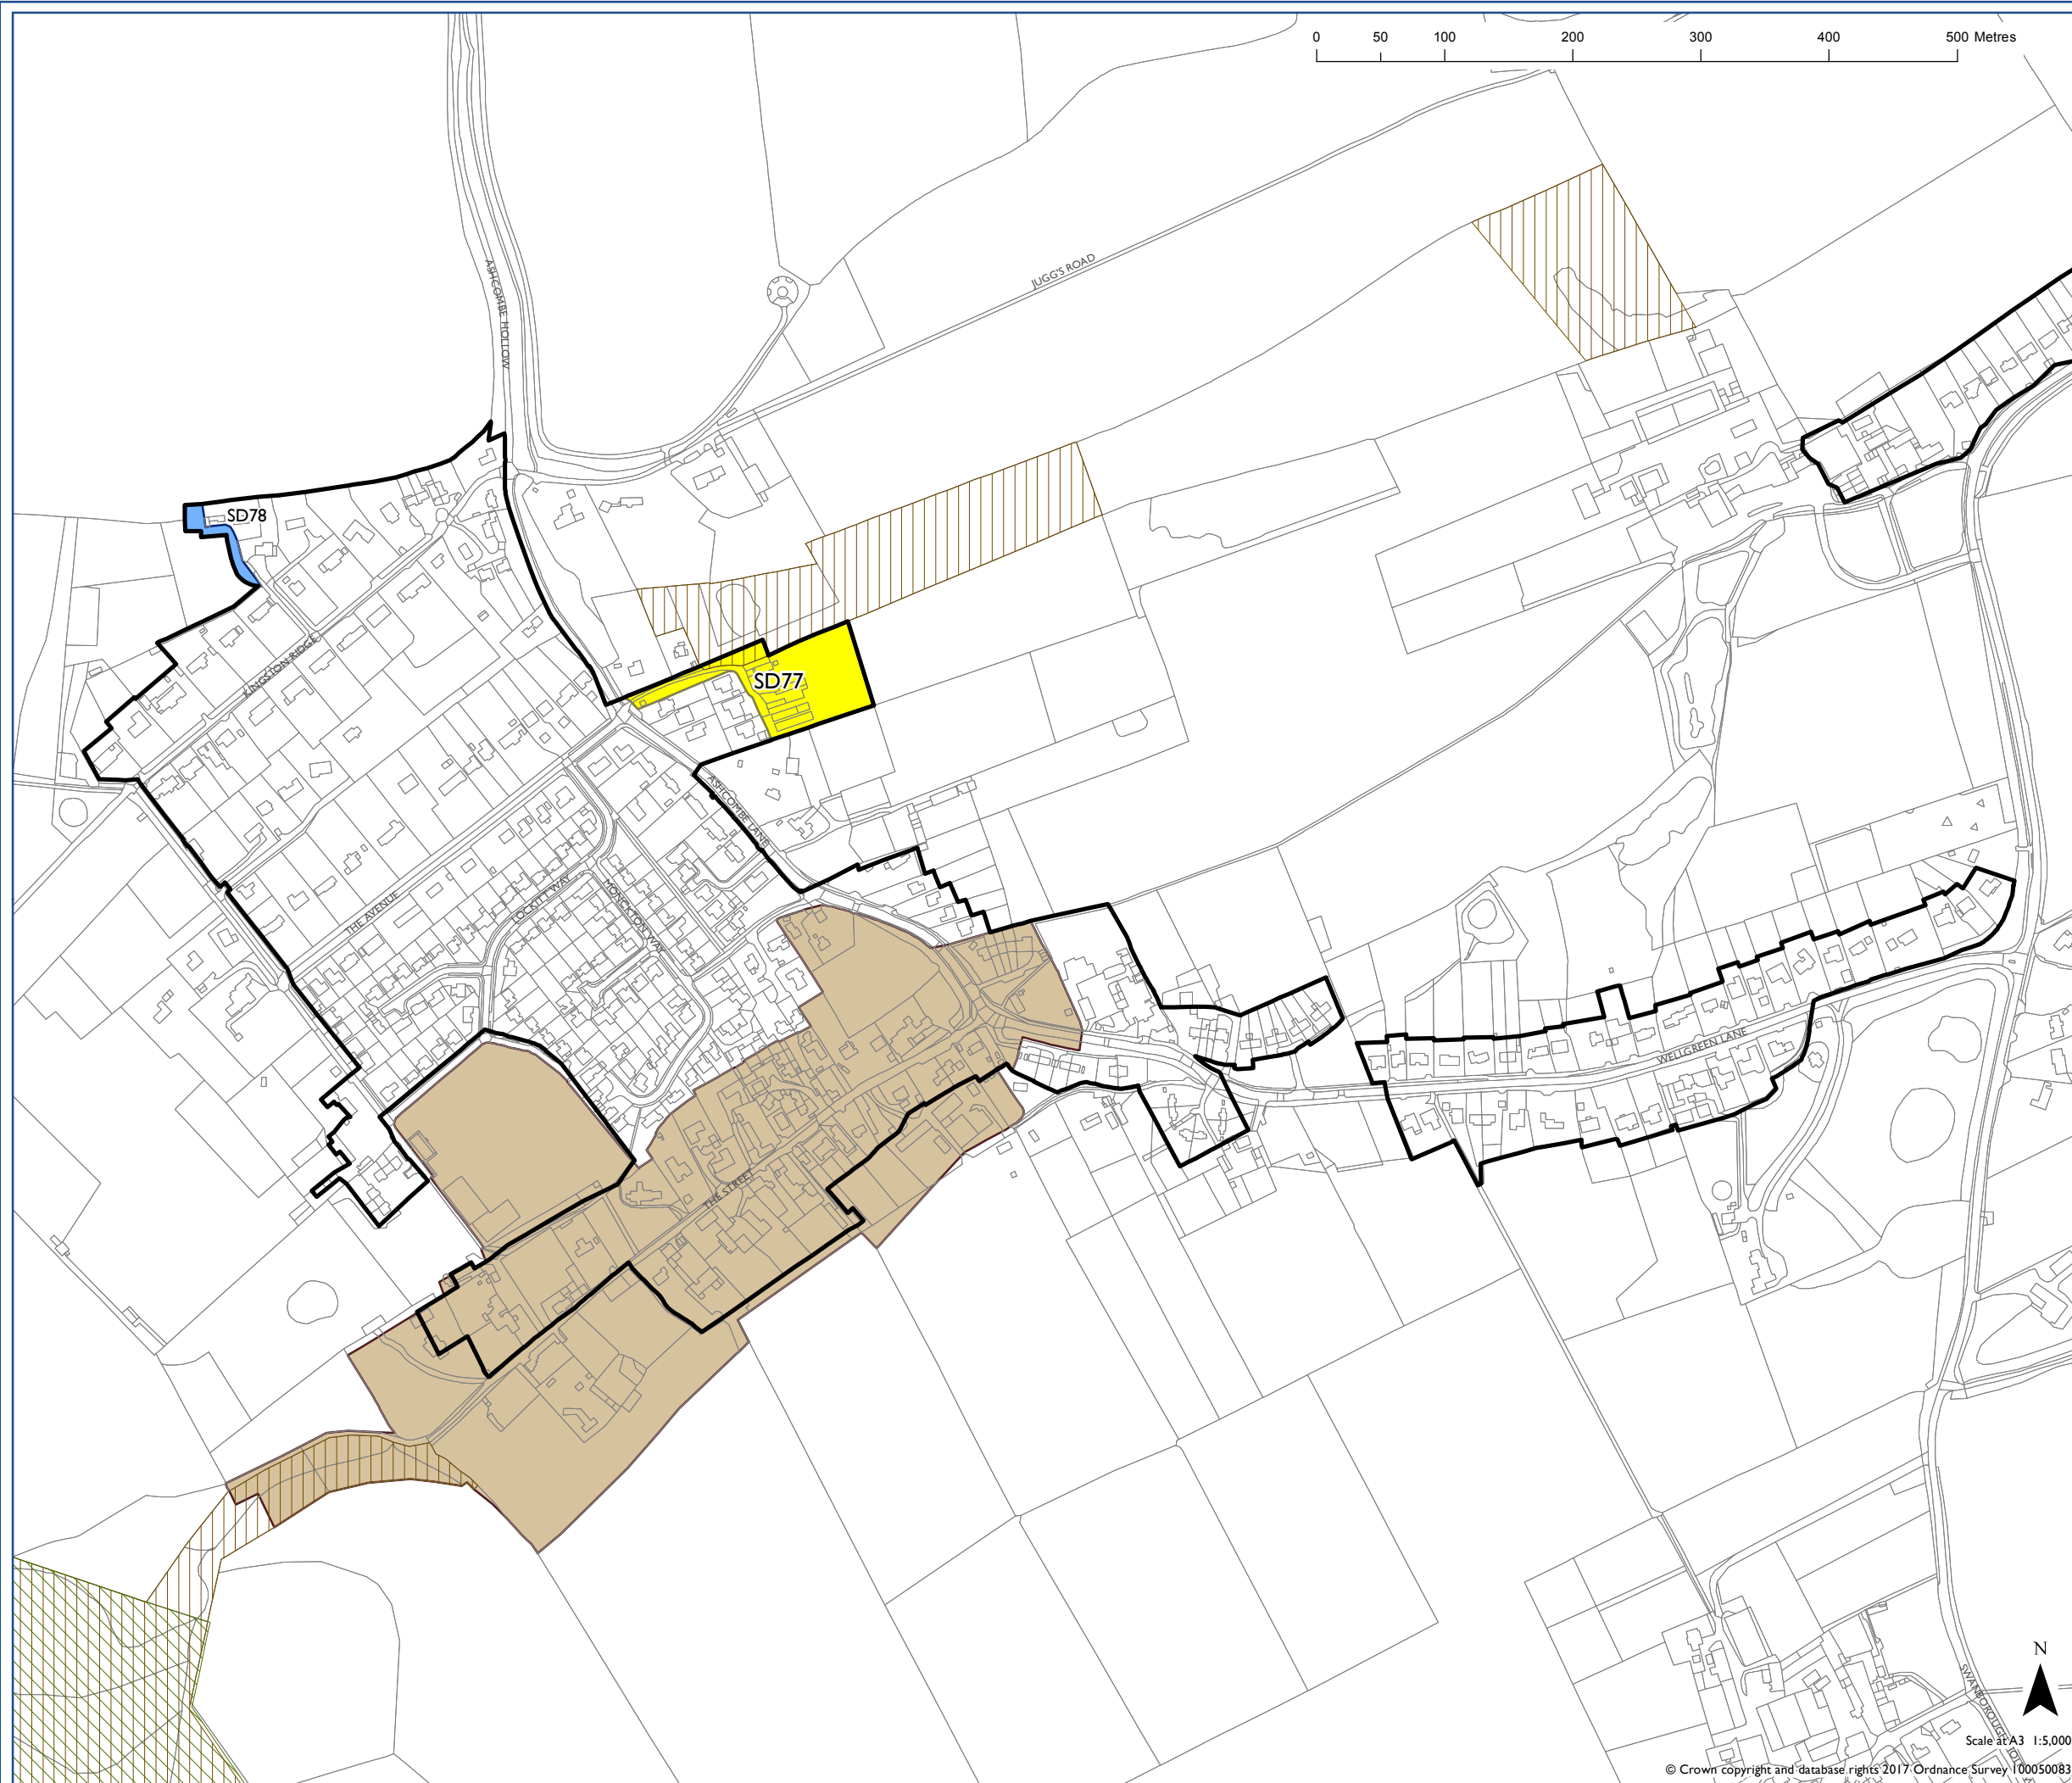 0 50 100 200 300 400 500 Metres
JUGG'S ROAD
ASHCOMBE HOLLOW
SD78
KINGSTON RIDGE
SD77
ASHCOMBE LANE
THE AVENUE
LOCKITT WAY
MONCKTON WAY
WELLGREEN LANE
THE STREET
N
SWANBOROUGH
Scale at A3 1:5,000
© Crown copyright and database rights 2017 Ordnance Survey 100050083